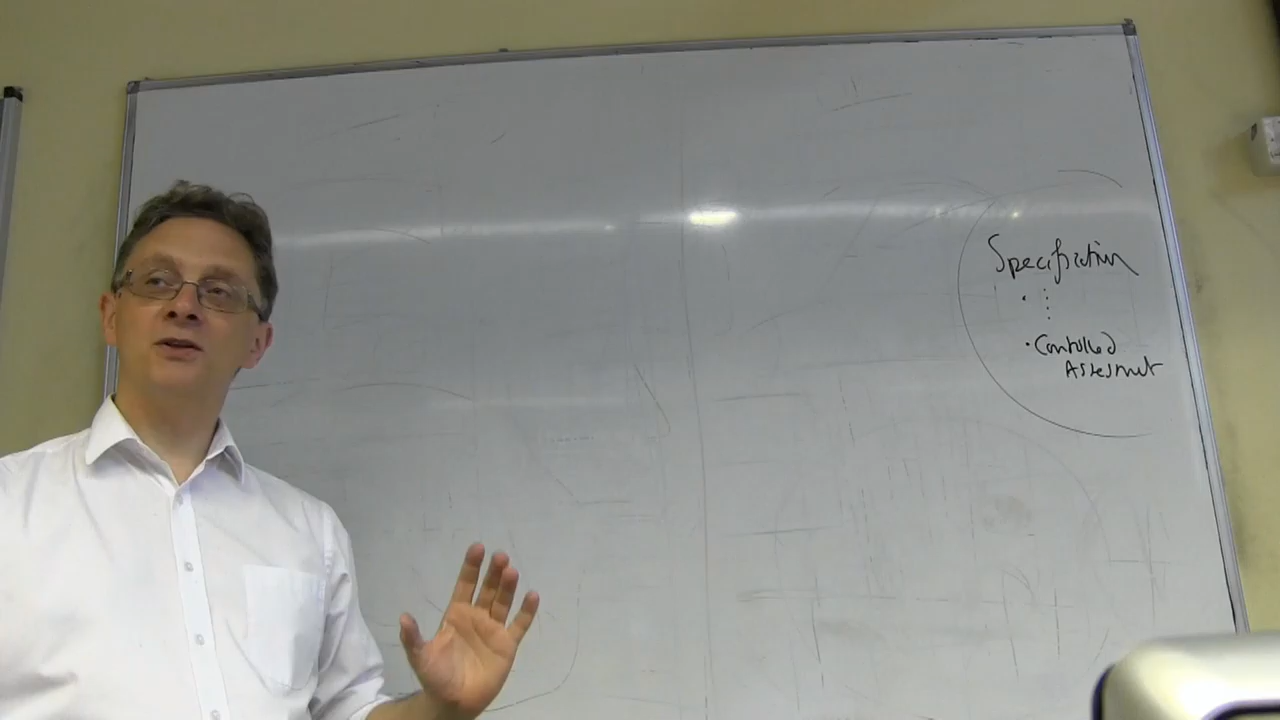 Specification
• Controlled
Assessment